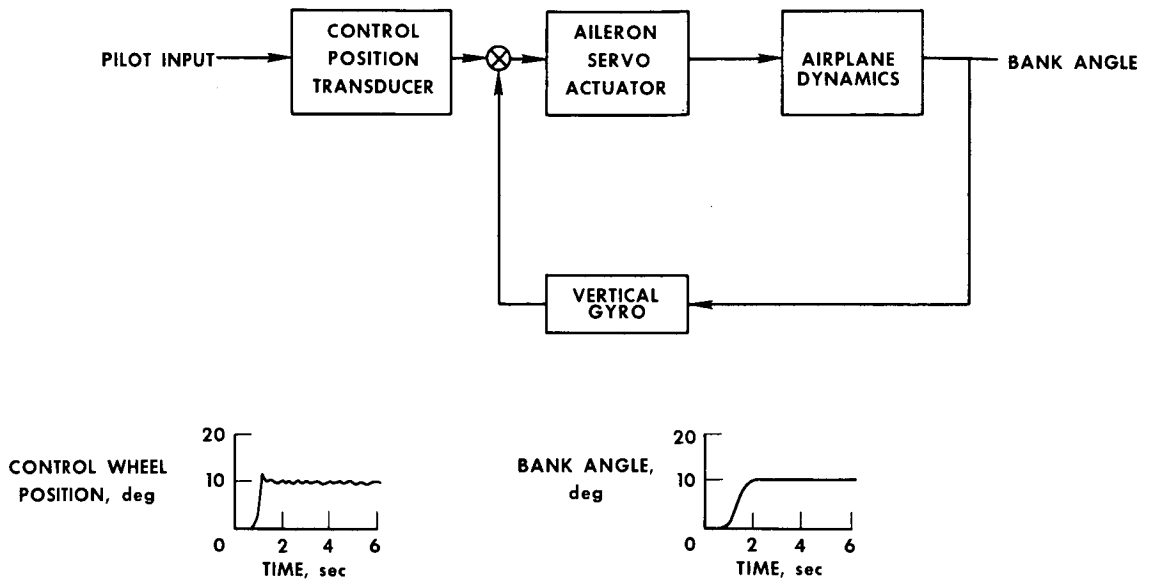 PILOT INPUT
CONTROL
POSITION
TRANSDUCER
AILERON
SERVO
ACTUATOR
AIRPLANE
DYNAMICS
BANK ANGLE
VERTICAL
GYRO
CONTROL WHEEL
POSITION, deg
20
10
0 2 4 6
TIME, sec
BANK ANGLE,
deg
20
10
0 2 4 6
TIME, sec